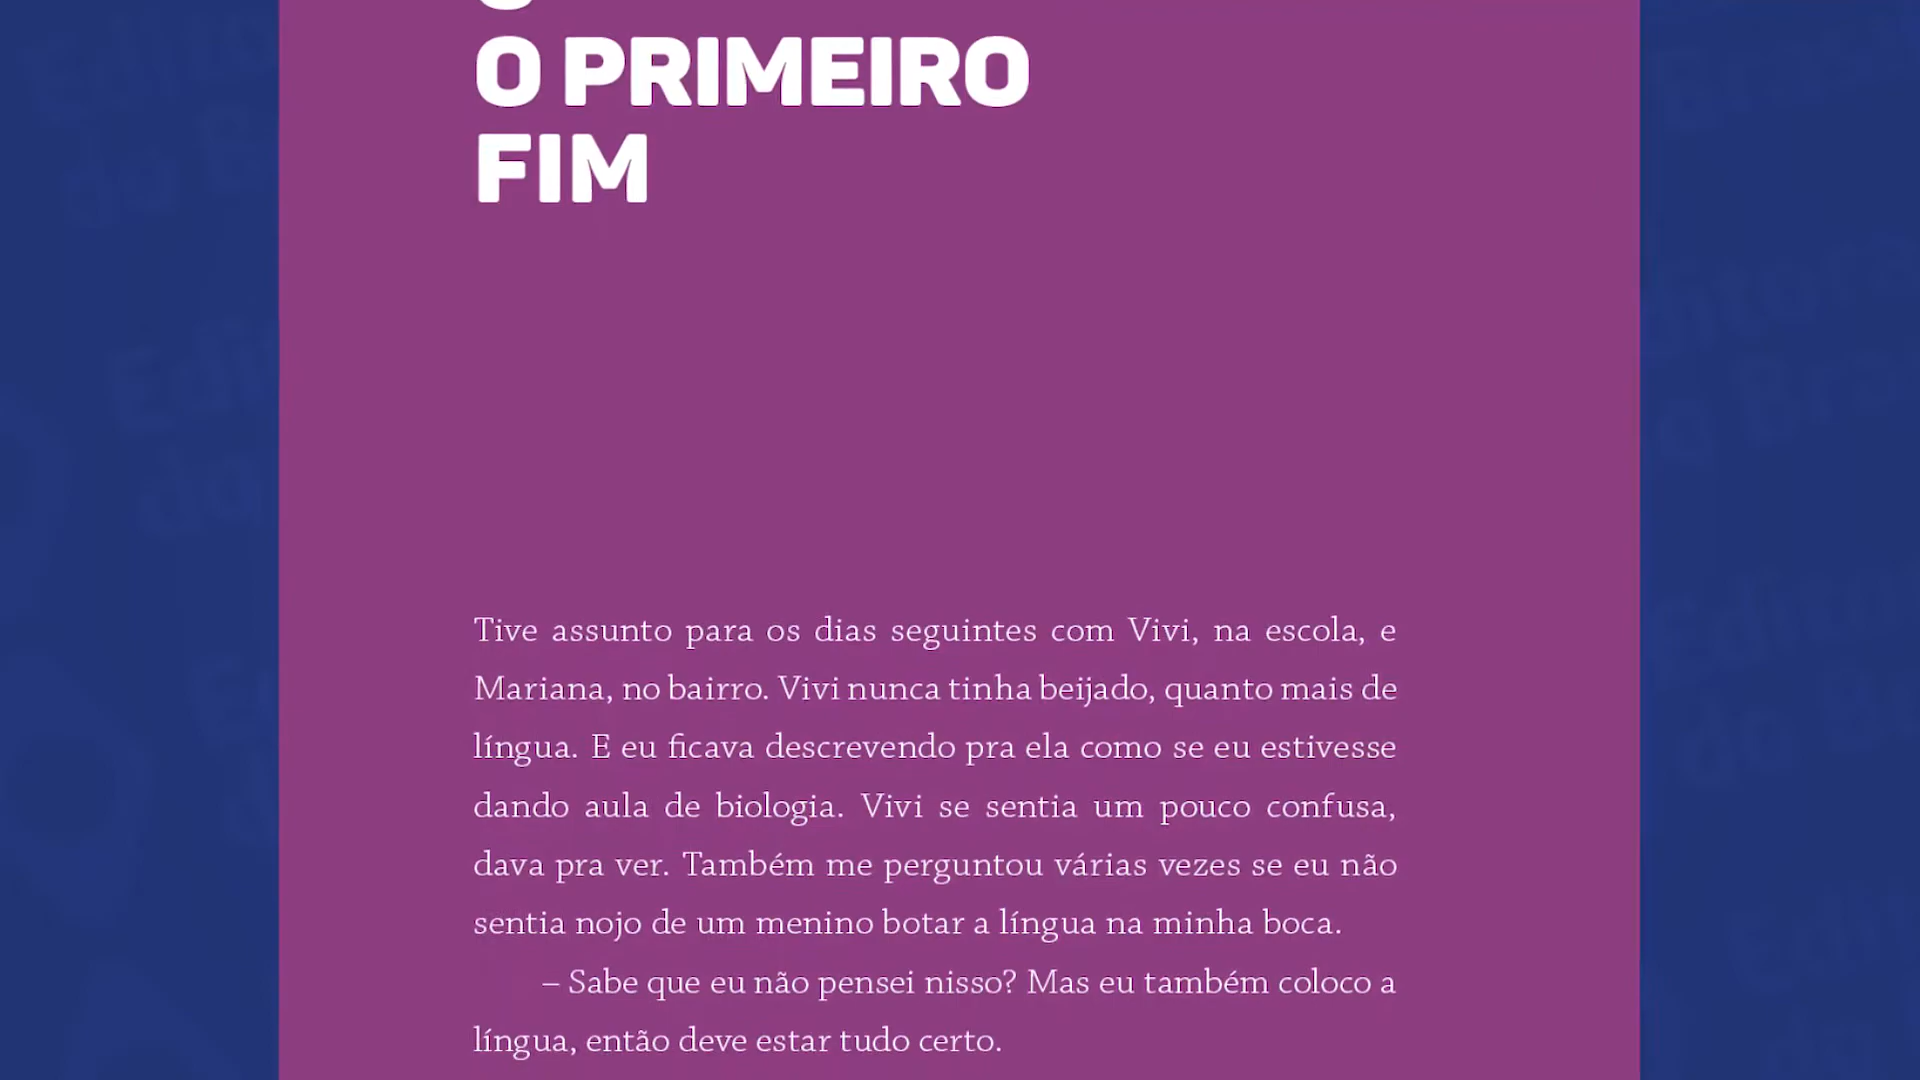 O PRIMEIRO
FIM
Tive assunto para os dias seguintes com Vivi, na escola, e
Mariana, no bairro. Vivi nunca tinha beijado, quanto mais de
língua. E eu ficava descrevendo pra ela como se eu estivesse
dando aula de biologia. Vivi se sentia um pouco confusa,
dava pra ver. Também me perguntou várias vezes se eu não
sentia nojo de um menino botar a língua na minha boca.
– Sabe que eu não pensei nisso? Mas eu também coloco a
língua, então deve estar tudo certo.